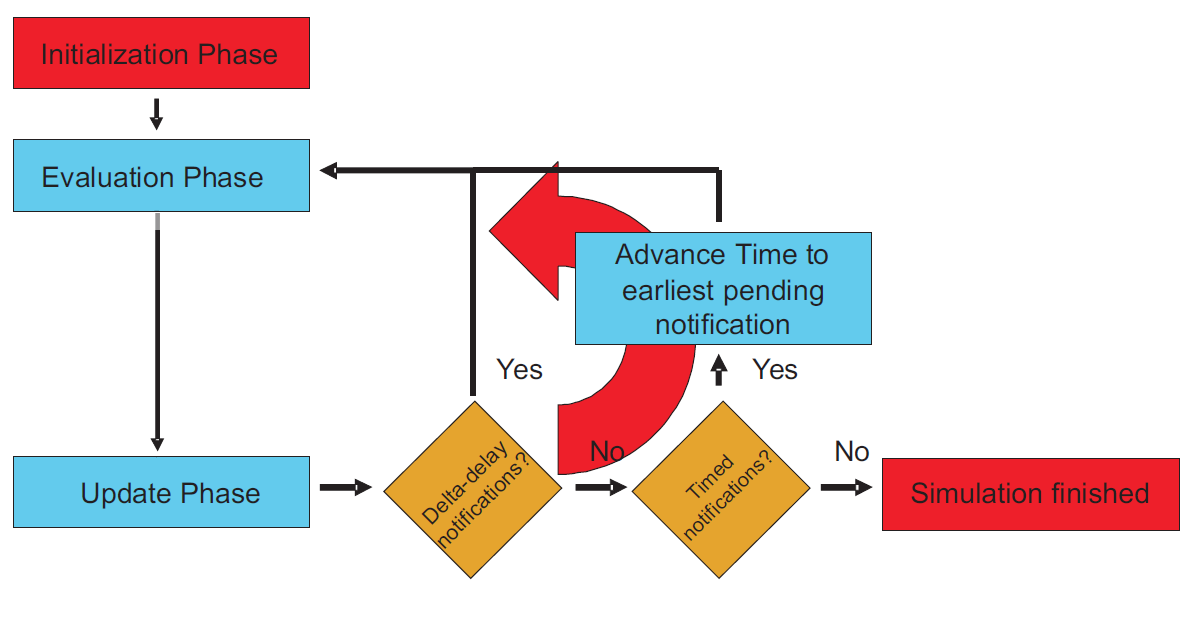 Initialization Phase
Evaluation Phase
Advance Time to
earliest pending
notification
Yes
Yes
Update Phase
Delta-delay
notifications?
No
Timed
notifications?
No
Simulation finished